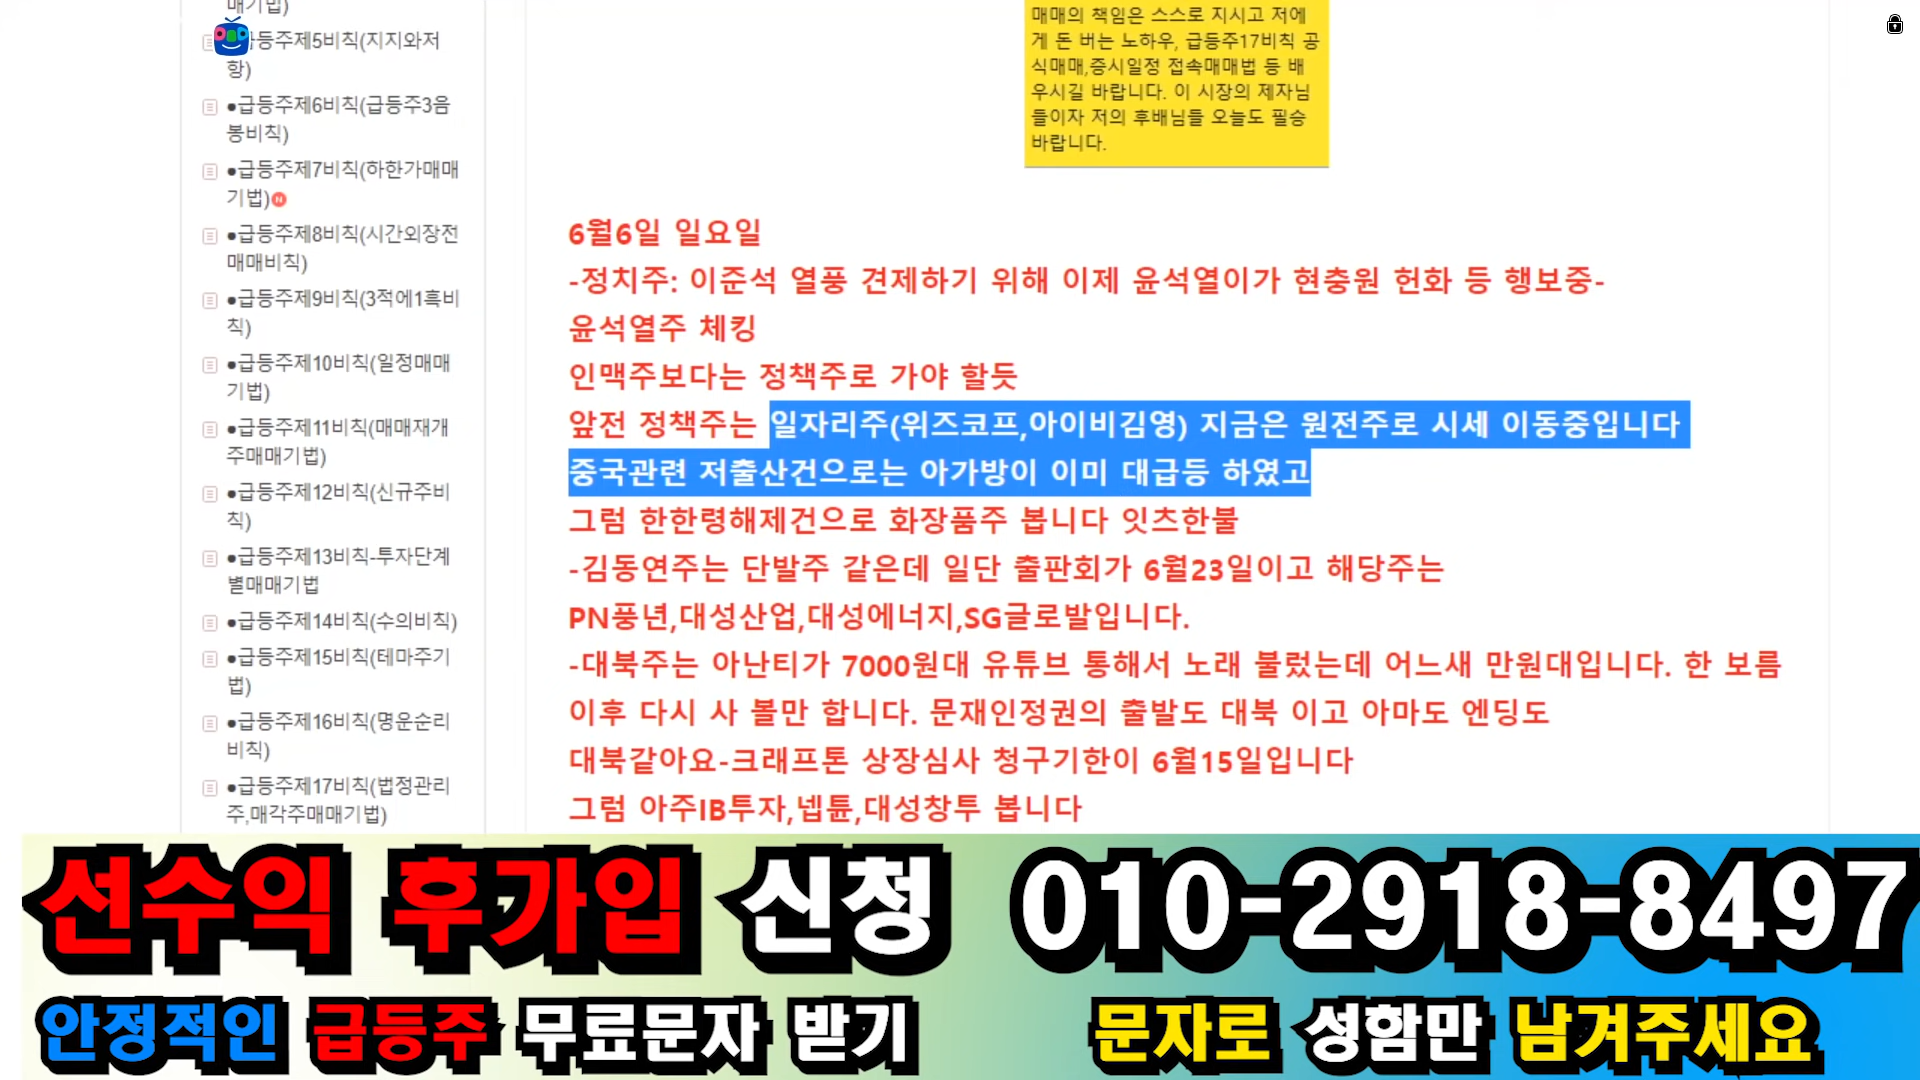 매기법)
급등주제5비칙(지지와저
항)
●급등주제6비칙(급등주3음
봉비칙)
●급등주제7비칙(하한가매매
기법)
●급등주제8비칙(시간외장전
매매비칙)
●급등주제9비칙(3적에1흑비
칙)
●급등주제10비칙(일정매매
기법)
●급등주제11비칙(매매재개
주매매기법)
●급등주제12비칙(신규주비
칙)
●급등주제13비칙-투자단계
별매매기법
●급등주제14비칙(수의비칙)
●급등주제15비칙(테마주기
법)
●급등주제16비칙(명운순리
비칙)
●급등주제17비칙(법정관리
주,매각주매매기법)
매매의 책임은 스스로 지시고 저에
게 돈 버는 노하우, 급등주17비칙 공
식매매,증시일정 접속매매법 등 배
우시길 바랍니다. 이 시장의 제자님
들이자 저의 후배님들 오늘도 필승
바랍니다.
6월6일 일요일
-정치주: 이준석 열풍 견제하기 위해 이제 윤석열이가 현충원 헌화 등 행보중-
윤석열주 체킹
인맥주보다는 정책주로 가야 할듯
앞전 정책주는 일자리주(위즈코프,아이비김영) 지금은 원전주로 시세 이동중입니다
중국관련 저출산건으로는 아가방이 이미 대급등 하였고
그럼 한한령해제건으로 화장품주 봅니다 잇츠한불
-김동연주는 단발주 같은데 일단 출판회가 6월23일이고 해당주는
PN풍년,대성산업,대성에너지,SG글로발입니다.
-대북주는 아난티가 7000원대 유튜브 통해서 노래 불렀는데 어느새 만원대입니다. 한 보름
이후 다시 사 볼만 합니다. 문재인정권의 출발도 대북 이고 아마도 엔딩도
대북같아요-크래프톤 상장심사 청구기한이 6월15일입니다
그럼 아주IB투자,넵튠,대성창투 봅니다
선수익 후가입 신청 010-2918-8497
안정적인 급등주 무료문자 받기 문자로 성함만 남겨주세요